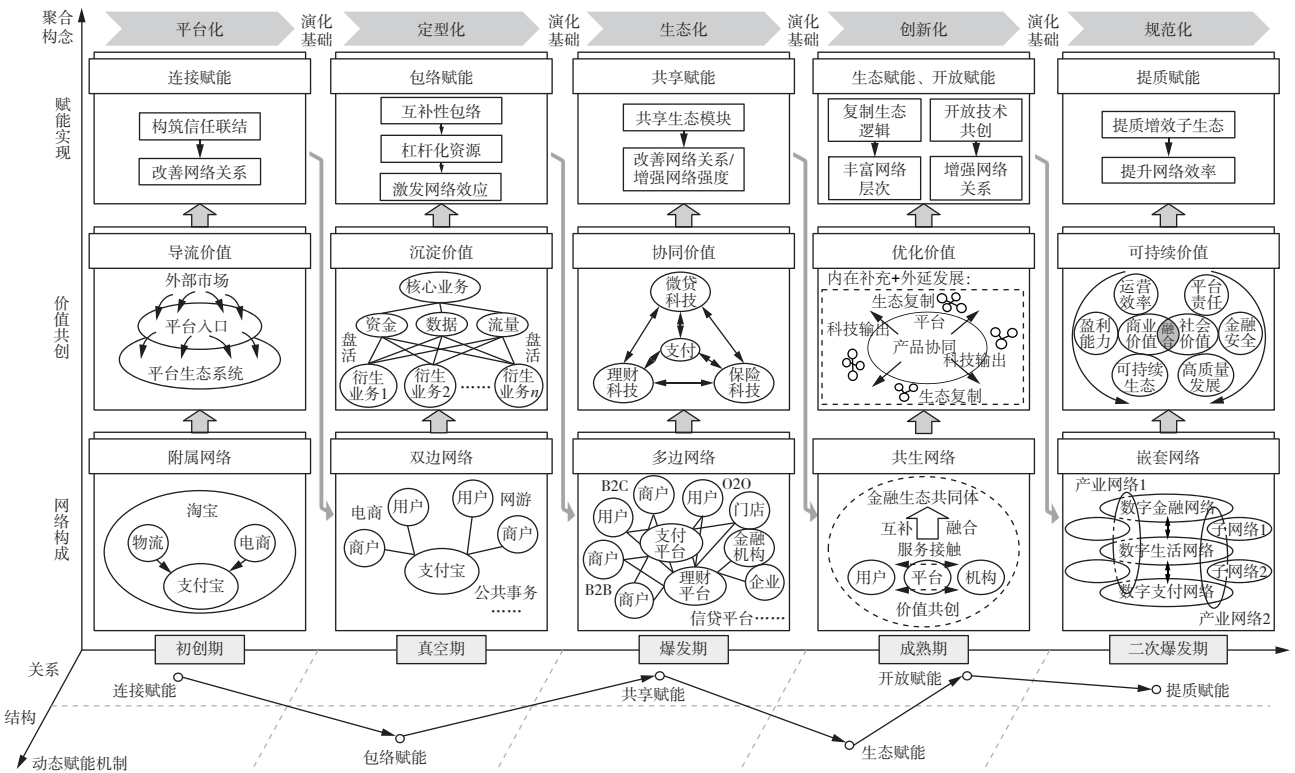 聚合
构念
平台化
演化
基础
定型化
演化
基础
生态化
演化
基础
创新化
演化
基础
规范化
赋能实现
连接赋能
构筑信任联结
改善网络关系
包络赋能
互补性包络
杠杆化资源
激发网络效应
共享赋能
共享生态模块
改善网络关系/
增强网络强度
生态赋能、开放赋能
复制生态
逻辑
丰富网络
层次
开放技术
共创
增强网络
关系
提质赋能
提质增效子生态
提升网络效率
价值共创
导流价值
外部市场
平台入口
平台生态系统
沉淀价值
核心业务
资金
数据
流量
盘活
盘活
衍生
业务1
衍生
业务2
……
衍生
业务n
协同价值
微贷
科技
支付
理财
科技
保险
科技
优化价值
内在补充+外延发展:
生态复制
平台
科技输出
产品协同
科技输出
生态复制
可持续价值
运营
效率
平台
责任
盈利
能力
商业
价值
融合
社会
价值
金融
安全
可持续
生态
高质量
发展
网络构成
附属网络
淘宝
物流
电商
支付宝
双边网络
电商
用户
用户
网游
商户
商户
支付宝
公共事务
……
多边网络
B2C
商户
用户
O2O
用户
门店
支付
平台
金融
机构
商户
理财
平台
企业
B2B
商户
信贷平台……
共生网络
金融生态共同体
互补
融合
服务接触
用户
平台
机构
价值共创
嵌套网络
产业网络1
数字金融网络
子网络1
数字生活网络
子网络2
数字支付网络
产业网络2
初创期
真空期
爆发期
成熟期
二次爆发期
关系
连接赋能
共享赋能
开放赋能
提质赋能
结构
包络赋能
生态赋能
动态赋能机制